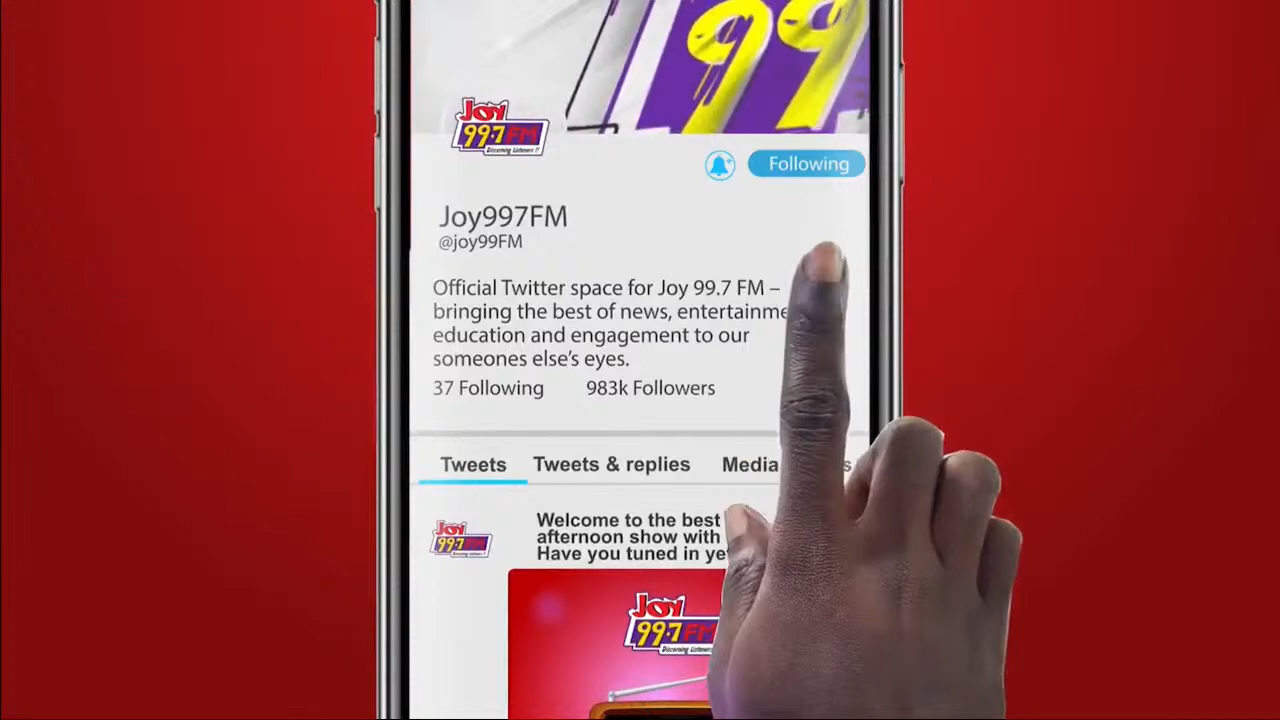 99
Joy
99.7 FM
Discerning Listeners !!
Following
Joy997FM
@joy99FM
Official Twitter space for Joy 99.7 FM –
bringing the best of news, entertainme
education and engagement to our
someones else’s eyes.
37 Following 983k Followers
Tweets Tweets & replies Media s
Welcome to the best
afternoon show with
Have you tuned in ye
Joy
99.7 FM
Joy
99.7 FM
Discerning Listeners